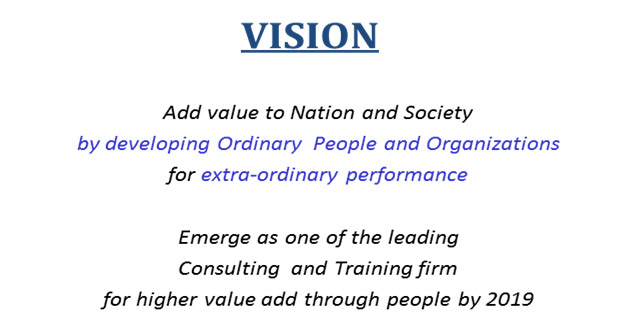 VISION
Add value to Nation and Society
by developing Ordinary People and Organizations
for extra-ordinary performance
Emerge as one of the leading
Consulting and Training firm
for higher value add through people by 2019